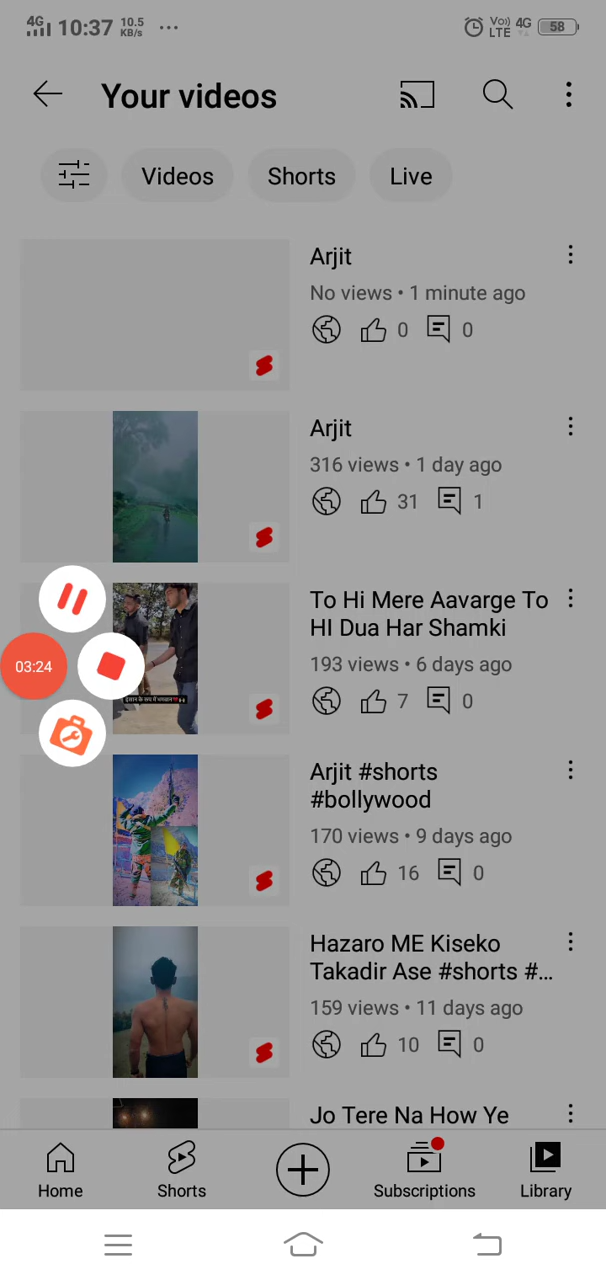 4G 10:37 10.5 KB/s ... Vo) LTE 4G 58
Your videos
Videos Shorts Live
Arjit
No views • 1 minute ago
0 0
Arjit
316 views • 1 day ago
31 1
To Hi Mere Aavarge To
HI Dua Har Shamki
193 views • 6 days ago
7 0
03:24
Arjit #shorts
#bollywood
170 views • 9 days ago
16 0
Hazaro ME Kiseko
Takadir Ase #shorts #...
159 views • 11 days ago
10 0
Jo Tere Na How Ye
Home Shorts Subscriptions Library